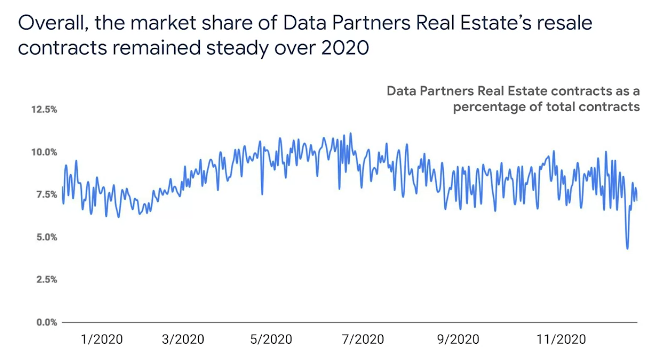 Overall, the market share of Data Partners Real Estate’s resale
contracts remained steady over 2020
Data Partners Real Estate contracts as a
percentage of total contracts
12.5%
10.0%
7.5%
5.0%
2.5%
0.0%
1/2020 3/2020 5/2020 7/2020 9/2020 11/2020